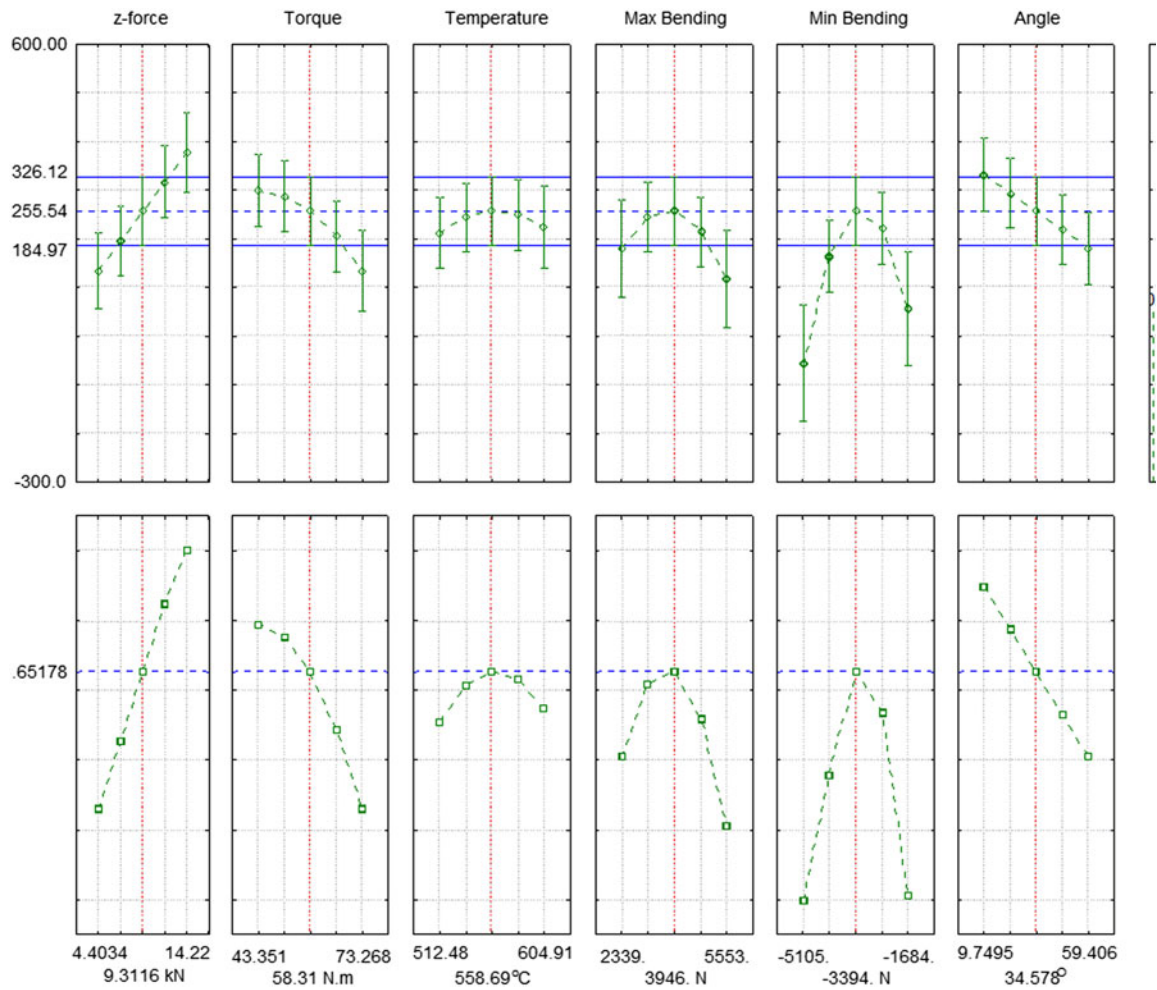 z-force Torque Temperature Max Bending Min Bending Angle
600.00
326.12
255.54
184.97
-300.0
.65178
4.4034 14.22 43.351 73.268 512.48 604.91 2339. 5553. -5105. -1684. 9.7495 59.406
9.3116 kN 58.31 N.m 558.69°C 3946. N -3394. N 34.578°